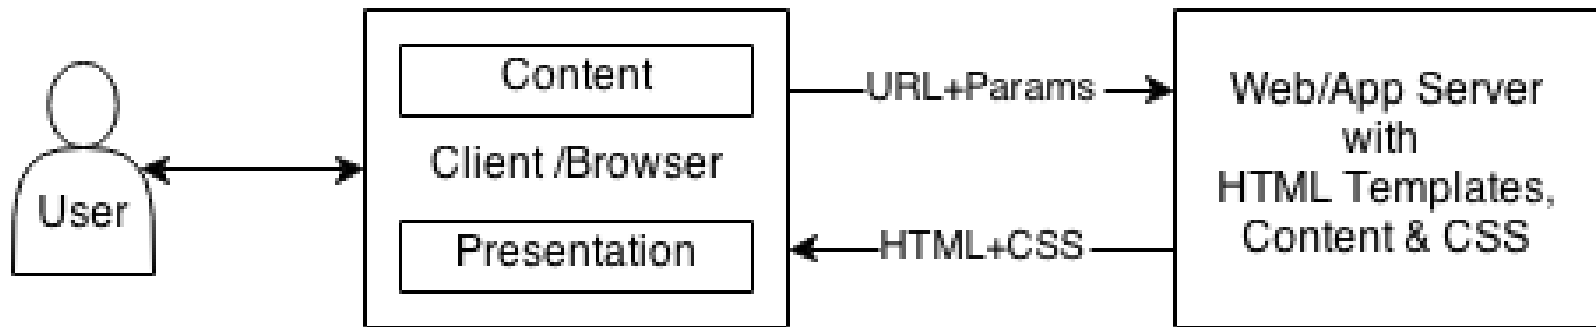 User
Content
Client /Browser
Presentation
URL+Params
HTML+CSS
Web/App Server
with
HTML Templates,
Content & CSS